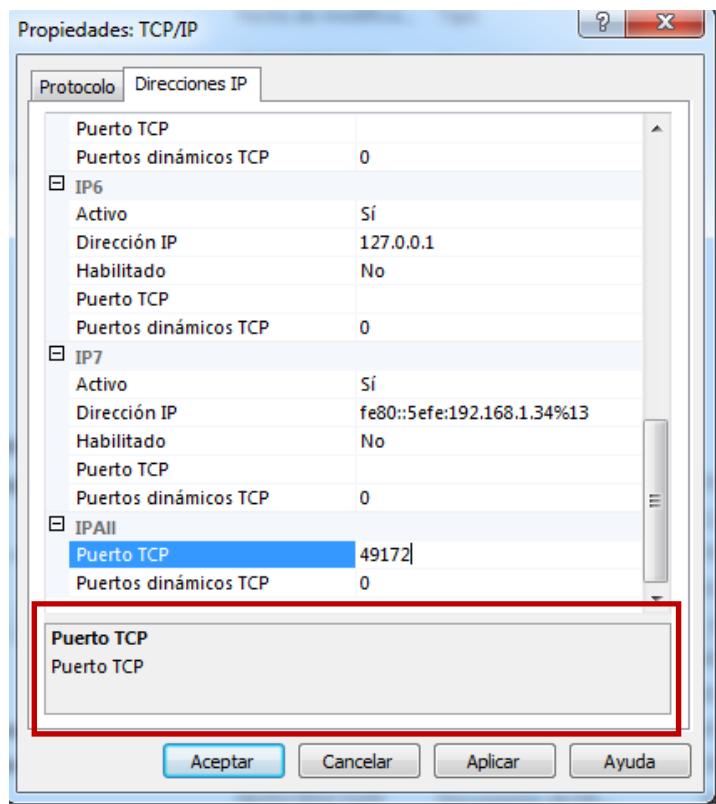 Propiedades: TCP/IP
Protocolo Direcciones IP
Puerto TCP
Puertos dinámicos TCP 0
IP6
Activo Sí
Dirección IP 127.0.0.1
Habilitado No
Puerto TCP
Puertos dinámicos TCP 0
IP7
Activo Sí
Dirección IP fe80::5efe:192.168.1.34%13
Habilitado No
Puerto TCP
Puertos dinámicos TCP 0
IPAll
Puerto TCP 49172
Puertos dinámicos TCP 0
Puerto TCP
Puerto TCP
Aceptar Cancelar Aplicar Ayuda